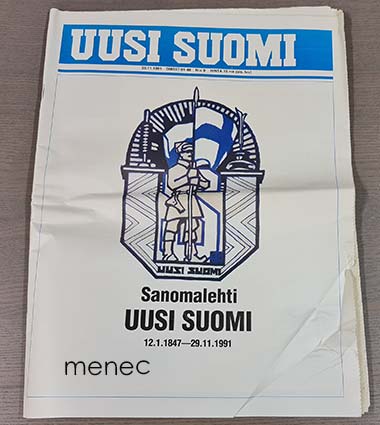 UUSI SUOMI
UUSI SUOMI
Sanomalehti
UUSI SUOMI
12.1.1847—29.11.1991
menec